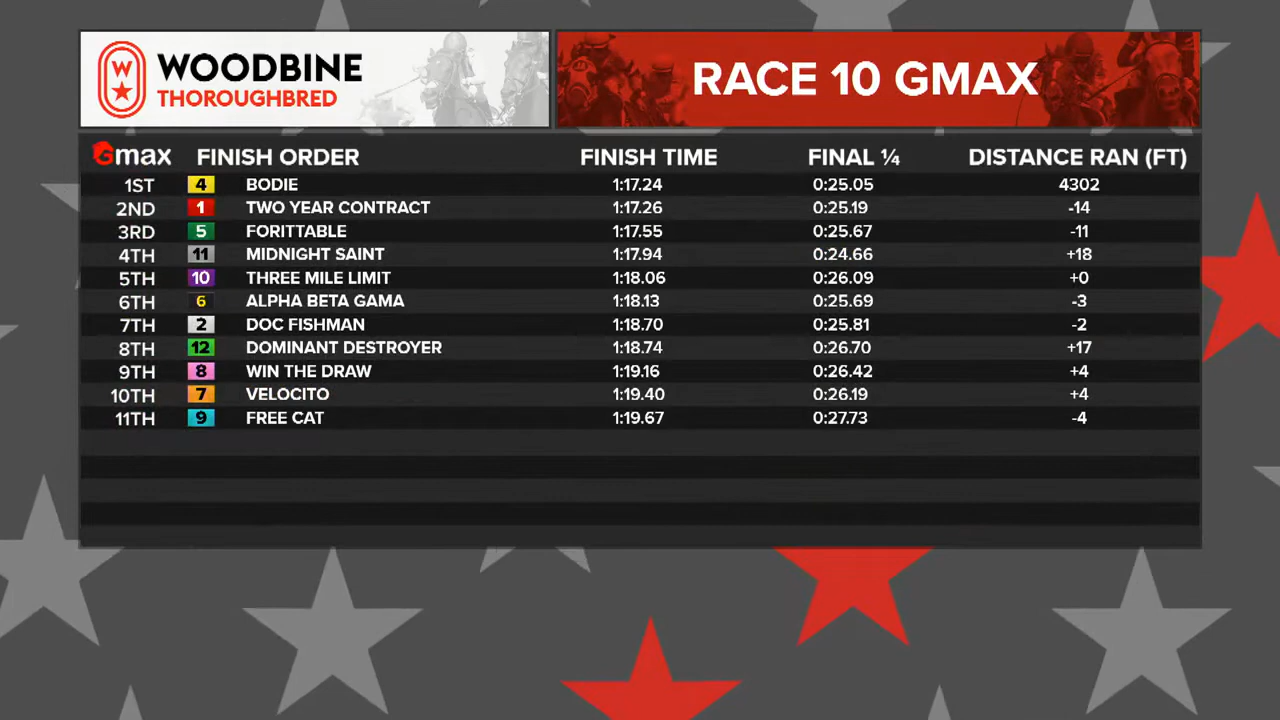 W
WOODBINE
THOROUGHBRED
RACE 10 GMAX
Gmax FINISH ORDER FINISH TIME FINAL ¼ DISTANCE RAN (FT)
1ST 4 BODIE 1:17.24 0:25.05 4302
2ND 1 TWO YEAR CONTRACT 1:17.26 0:25.19 -14
3RD 5 FORITTABLE 1:17.55 0:25.67 -11
4TH 11 MIDNIGHT SAINT 1:17.94 0:24.66 +18
5TH 10 THREE MILE LIMIT 1:18.06 0:26.09 +0
6TH 6 ALPHA BETA GAMA 1:18.13 0:25.69 -3
7TH 2 DOC FISHMAN 1:18.70 0:25.81 -2
8TH 12 DOMINANT DESTROYER 1:18.74 0:26.70 +17
9TH 8 WIN THE DRAW 1:19.16 0:26.42 +4
10TH 7 VELOCITO 1:19.40 0:26.19 +4
11TH 9 FREE CAT 1:19.67 0:27.73 -4